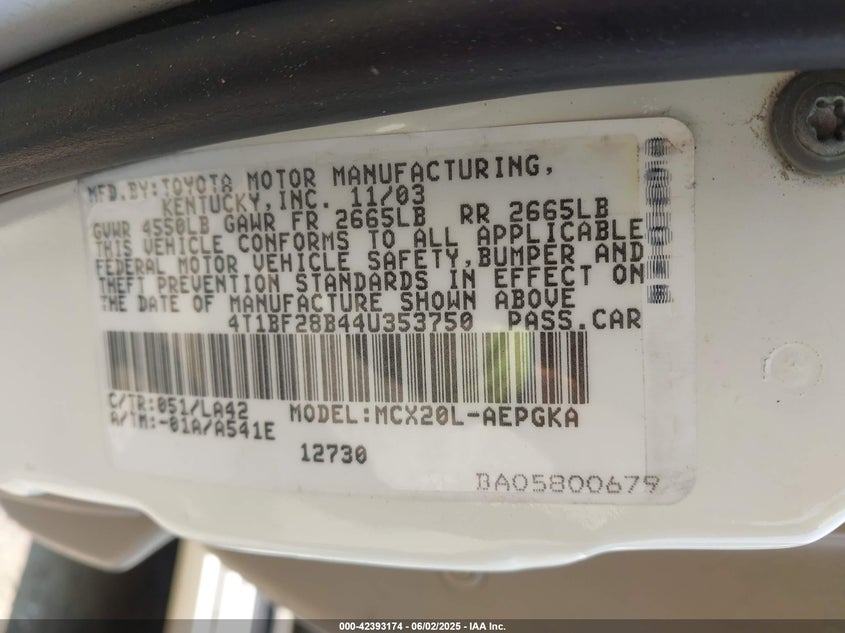 MFD.BY:TOYOTA MOTOR MANUFACTURING,
KENTUCKY,INC. 11/03
GVWR 4550LB GAWR FR 2665LB RR 2665LB
THIS VEHICLE CONFORMS TO ALL APPLICABLE
FEDERAL MOTOR VEHICLE SAFETY,BUMPER AND
THEFT PREVENTION STANDARDS IN EFFECT ON
THE DATE OF MANUFACTURE SHOWN ABOVE
4T1BF28B44U353750 PASS.CAR
C/TR:051/LA42 MODEL:MCX20L-AEPGKA
A/TM:-01A/A541E
12730
BA05800679
000-42393174 | 06/02/2025 | IAA Inc.